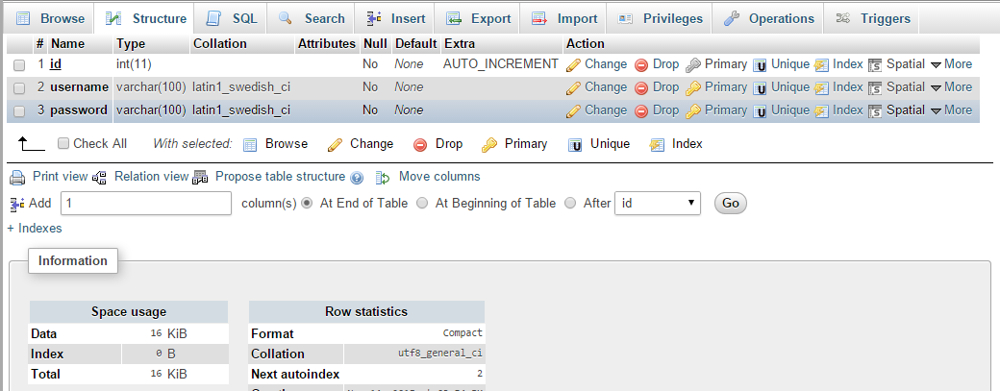 Browse Structure SQL Search Insert Export Import Privileges Operations Triggers
# Name Type Collation Attributes Null Default Extra Action
1 id int(11) No None AUTO_INCREMENT Change Drop Primary Unique Index Spatial More
2 username varchar(100) latin1_swedish_ci No None Change Drop Primary Unique Index Spatial More
3 password varchar(100) latin1_swedish_ci No None Change Drop Primary Unique Index Spatial More
Check All With selected: Browse Change Drop Primary Unique Index
Print view Relation view Propose table structure Move columns
Add 1 column(s) At End of Table At Beginning of Table After id Go
+ Indexes
Information
Space usage Row statistics
Data 16 KiB Format Compact
Index 0 B Collation utf8_general_ci
Total 16 KiB Next autoindex 2